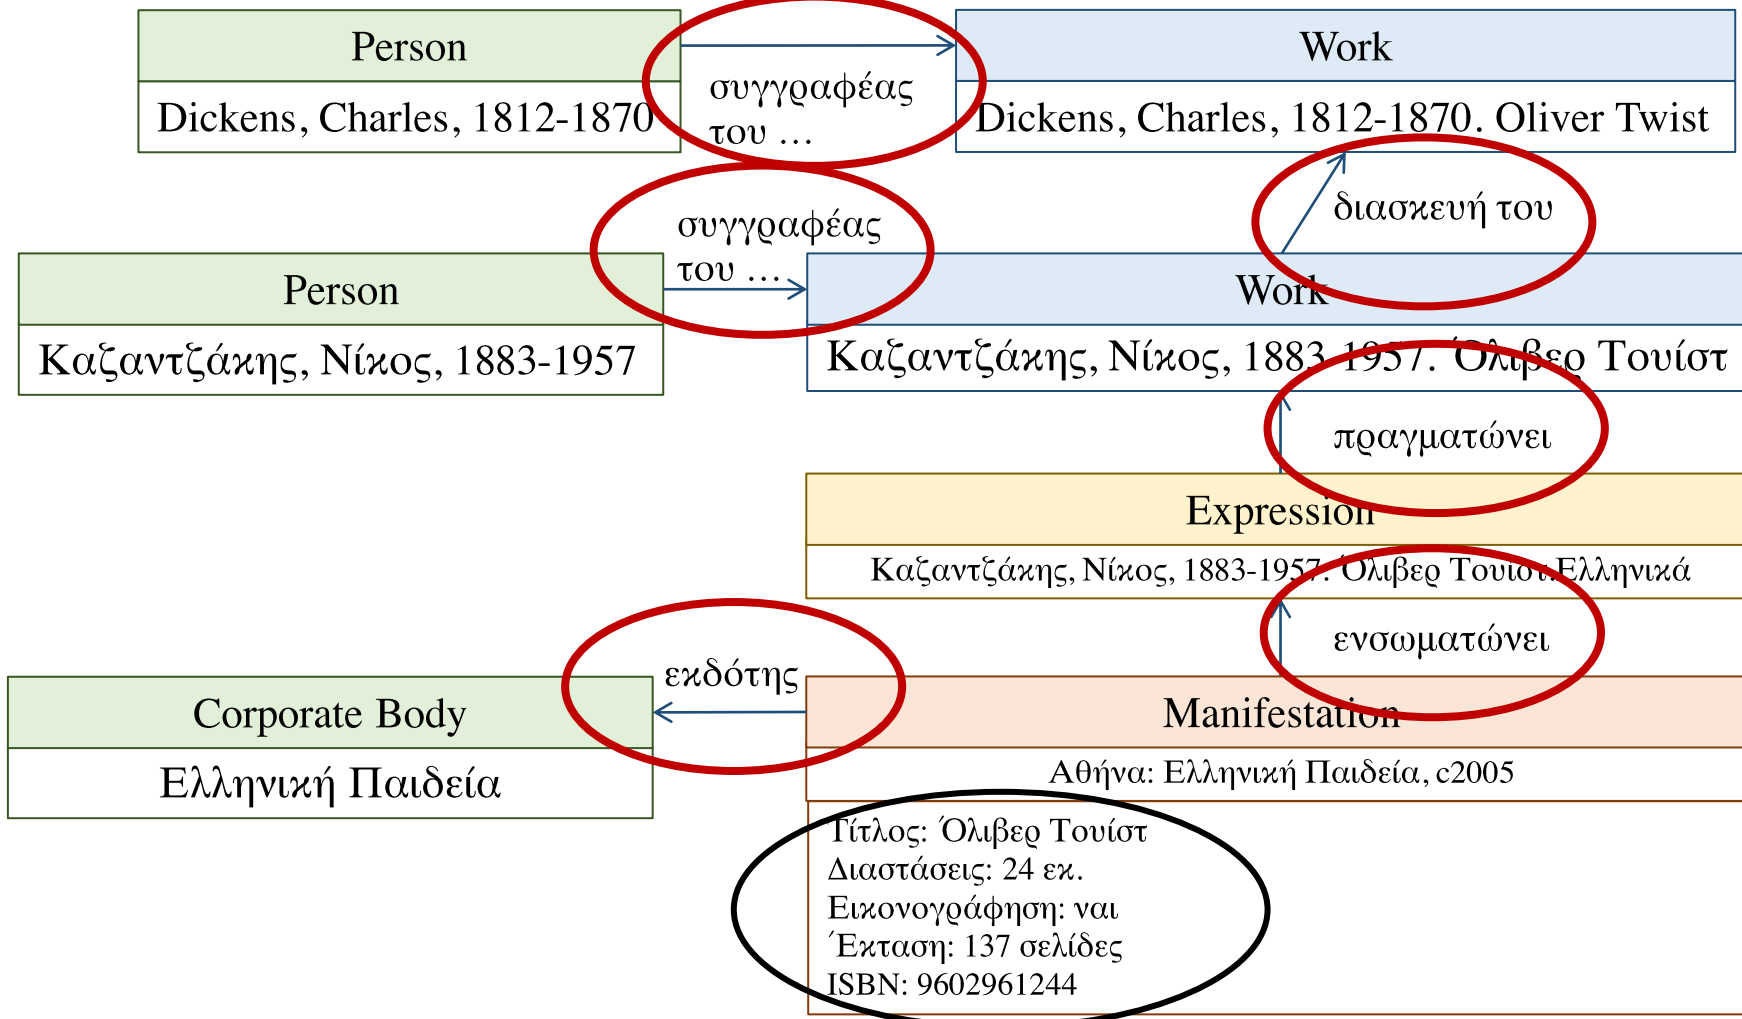 Person
Work
Dickens, Charles, 1812-1870
συγγραφέας
του …
Dickens, Charles, 1812-1870. Oliver Twist
διασκευή του
συγγραφέας
του …
Person
Work
Καζαντζάκης, Νίκος, 1883-1957
Καζαντζάκης, Νίκος, 1883-1957. Όλιβερ Τουίστ
πραγματώνει
Expression
Καζαντζάκης, Νίκος, 1883-1957. Όλιβερ Τουίστ.Ελληνικά
ενσωματώνει
εκδότης
Corporate Body
Manifestation
Ελληνική Παιδεία
Αθήνα: Ελληνική Παιδεία, c2005
Τίτλος: Όλιβερ Τουίστ
Διαστάσεις: 24 εκ.
Εικονογράφηση: ναι
Έκταση: 137 σελίδες
ISBN: 9602961244